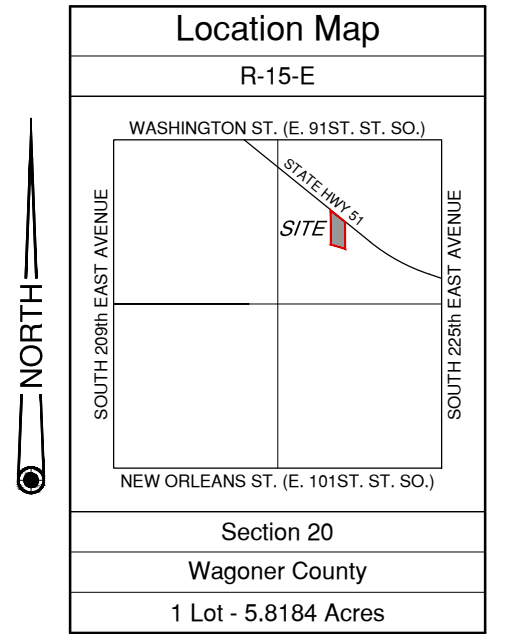 Location Map
R-15-E
WASHINGTON ST. (E. 91ST. ST. SO.)
STATE HWY 51
SITE
SOUTH 209th EAST AVENUE
SOUTH 225th EAST AVENUE
NORTH
NEW ORLEANS ST. (E. 101ST. ST. SO.)
Section 20
Wagoner County
1 Lot - 5.8184 Acres